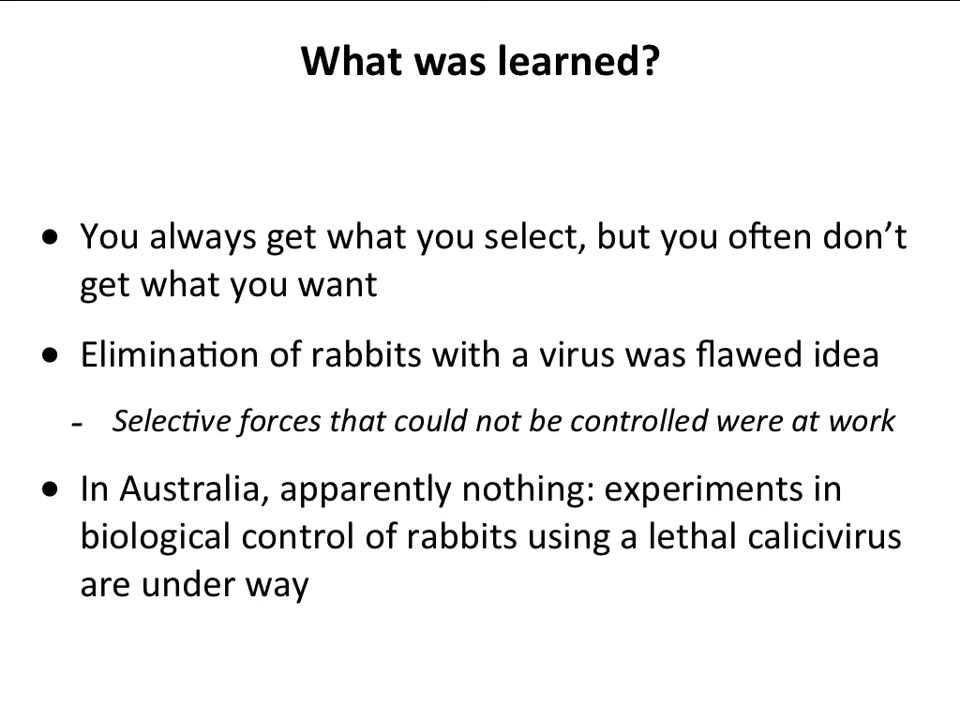 What was learned?
● You always get what you select, but you often don’t
get what you want
● Elimination of rabbits with a virus was flawed idea
- Selective forces that could not be controlled were at work
● In Australia, apparently nothing: experiments in
biological control of rabbits using a lethal calicivirus
are under way